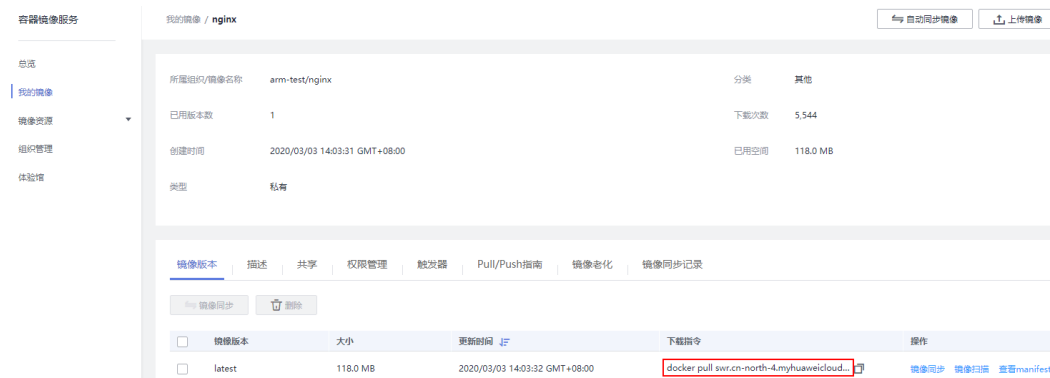 容器镜像服务
我的镜像 / nginx
自动同步镜像 上传镜像
总览
我的镜像
镜像资源
组织管理
体验馆
所属组织/镜像名称 arm-test/nginx 分类 其他
已用版本数 1 下载次数 5,544
创建时间 2020/03/03 14:03:31 GMT+08:00 已用空间 118.0 MB
类型 私有
镜像版本 描述 共享 权限管理 触发器 Pull/Push指南 镜像老化 镜像同步记录
镜像同步 删除
镜像版本 大小 更新时间 下载指令 操作
latest 118.0 MB 2020/03/03 14:03:32 GMT+08:00 docker pull swr.cn-north-4.myhuaweicloud... 镜像同步 镜像扫描 查看manifest